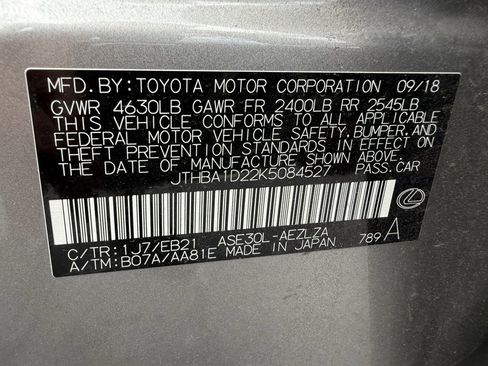 MFD.BY:TOYOTA MOTOR CORPORATION 09/18
GVWR 4630LB GAWR FR 2400LB RR 2545LB
THIS VEHICLE CONFORMS TO ALL APPLICABLE
FEDERAL MOTOR VEHICLE SAFETY,BUMPER,AND
THEFT PREVENTION STANDARDS IN EFFECT ON
THE DATE OF MANUFACTURE SHOWN ABOVE.
JTHBA1D22K5084527 PASS.CAR
C/TR:1J7/EB21 ASE30L-AEZLZA
A/TM:B07A/AA81E MADE IN JAPAN 789 A